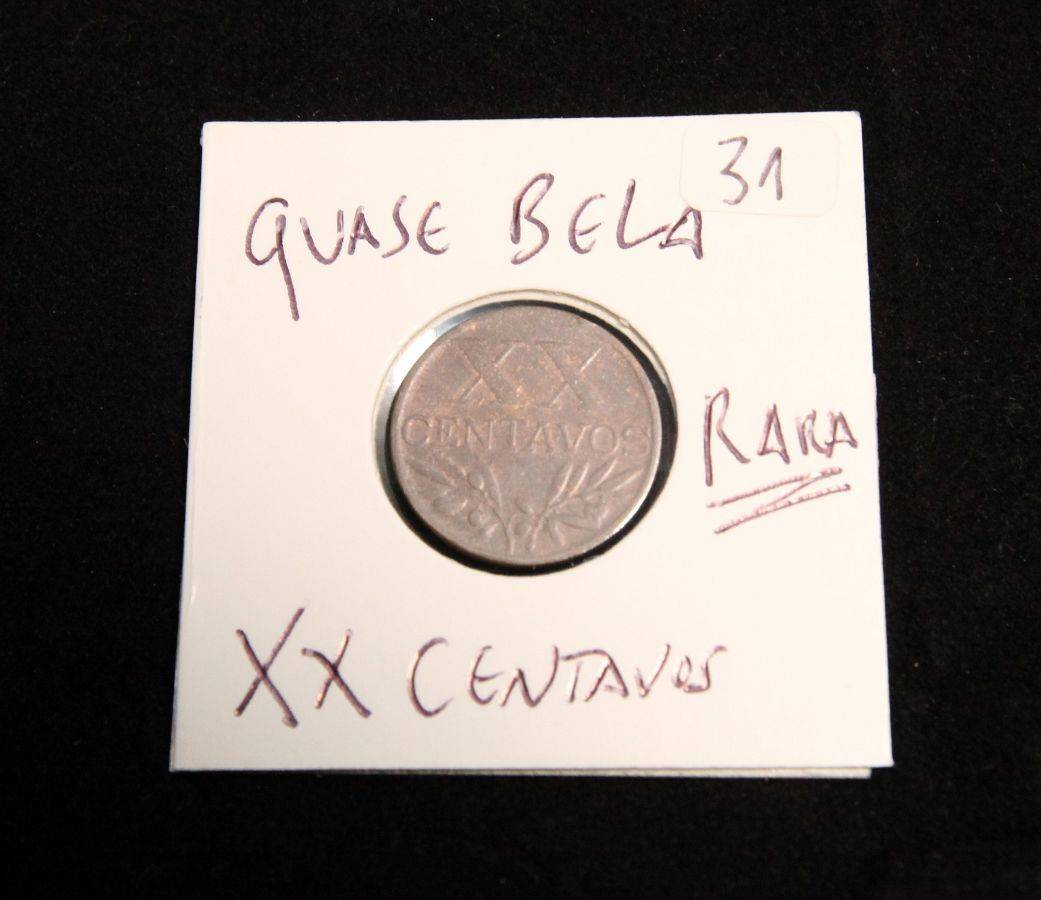 31
QUASE BELA
XX
CENTAVOS
RARA
XX CENTAVOS